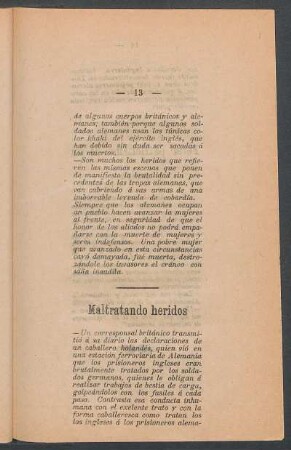 — 13 —
de algunos cuerpos británicos y ale-
manes; también porque algunos sol-
dados alemanes usan las túnicas co-
lor khaki del ejército inglés, que
han debido sin duda ser sacadas á
los muertos.
—Son muchos los heridos que refie-
ren las mismas escenas que ponen
de manifiesto la brutalidad sin pre-
cedentes de las tropas alemanas, que
van cubriendo á sus armas de una
imborrable leyenda de cobardía.
Siempre que los alemanes ocupan
un pueblo hacen avanzar la mujeres
al frente, en seguridad de que el
honor de los aliados no podrá empa-
ñarse con la muerte de mujeres y
seres indefensos. Una pobre mujer
que avanzando en esta circunstancias
cayó desmayada, fué muerta, destro-
zándole los invasores el cráneo con
saña inaudita.
Maltratando heridos
—Un corresponsal británico transmi-
tió á su diario las declaraciones de
un caballero holandés, quien vió en
una estación ferroviaria de Alemania
que los prisioneros ingleses eran
brutalmente tratados por los solda-
dos germanos, quienes le obligan á
realizar trabajos de bestia de carga,
golpeándolos con los fusiles á cada
paso. Contrasta esa conducta inhu-
mana con el exelente trato y con la
forma caballeresca como traten los
los ingleses á los prisioneros alema-